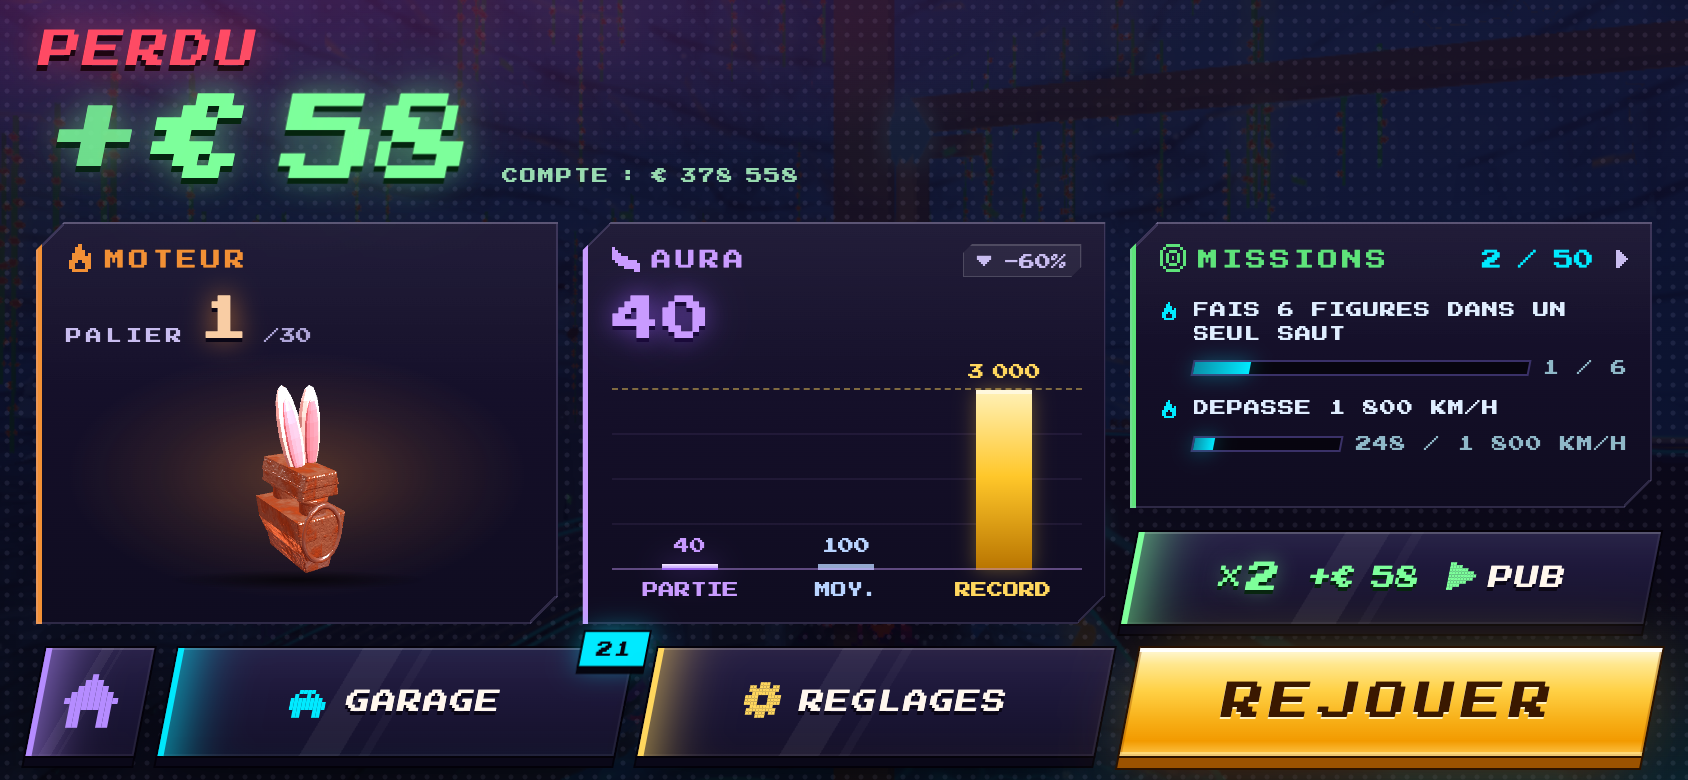 PERDU
+€ 58
COMPTE : € 378 558
MOTEUR
PALIER 1 /30
AURA
-60%
40
3 000
40
100
PARTIE
MOY.
RECORD
MISSIONS
2 / 50
FAIS 6 FIGURES DANS UN
SEUL SAUT
1 / 6
DEPASSE 1 800 KM/H
248 / 1 800 KM/H
×2 +€ 58 PUB
21
GARAGE
REGLAGES
REJOUER